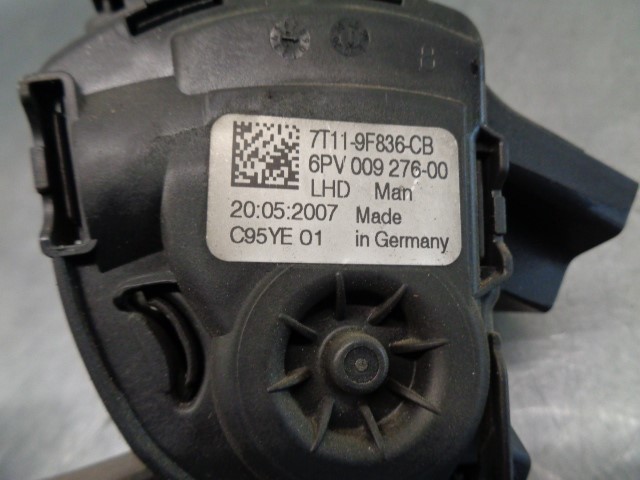 7T11-9F836-CB
6PV 009 276-00
LHD Man
20:05:2007 Made
C95YE 01 in Germany